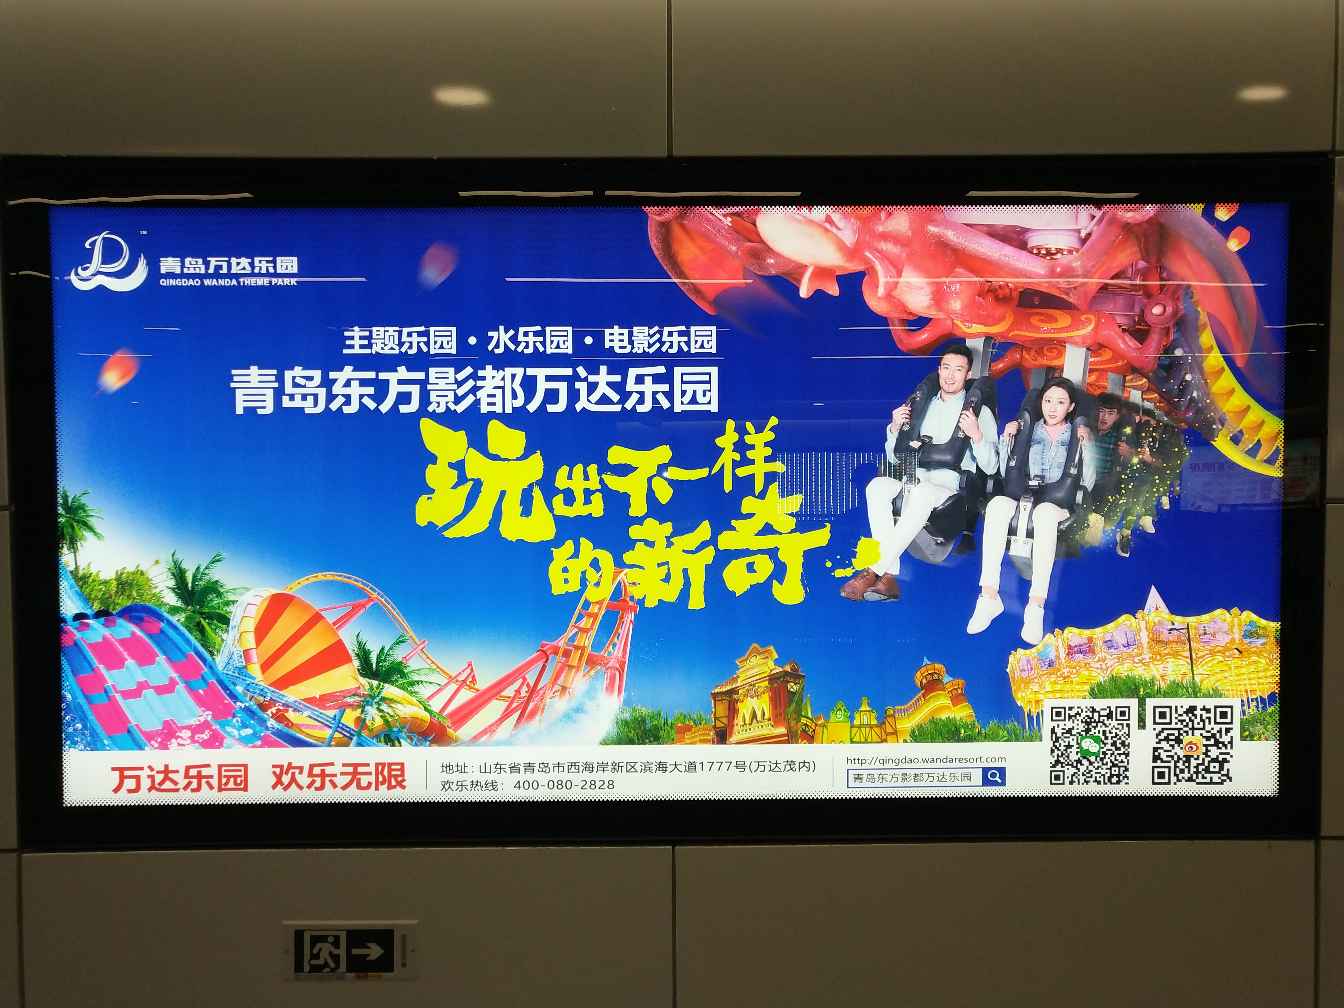 青岛万达乐园
QINGDAO WANDA THEME PARK
主题乐园·水乐园·电影乐园
青岛东方影都万达乐园
玩出不一样
的新奇
万达乐园 欢乐无限
地址:山东省青岛市西海岸新区滨海大道1777号(万达茂内)
欢乐热线:400-080-2828
http://qingdao.wandaresort.com
青岛东方影都万达乐园